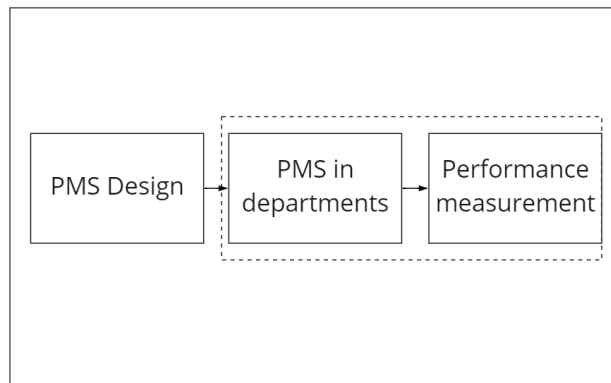 PMS Design
PMS in
departments
Performance
measurement